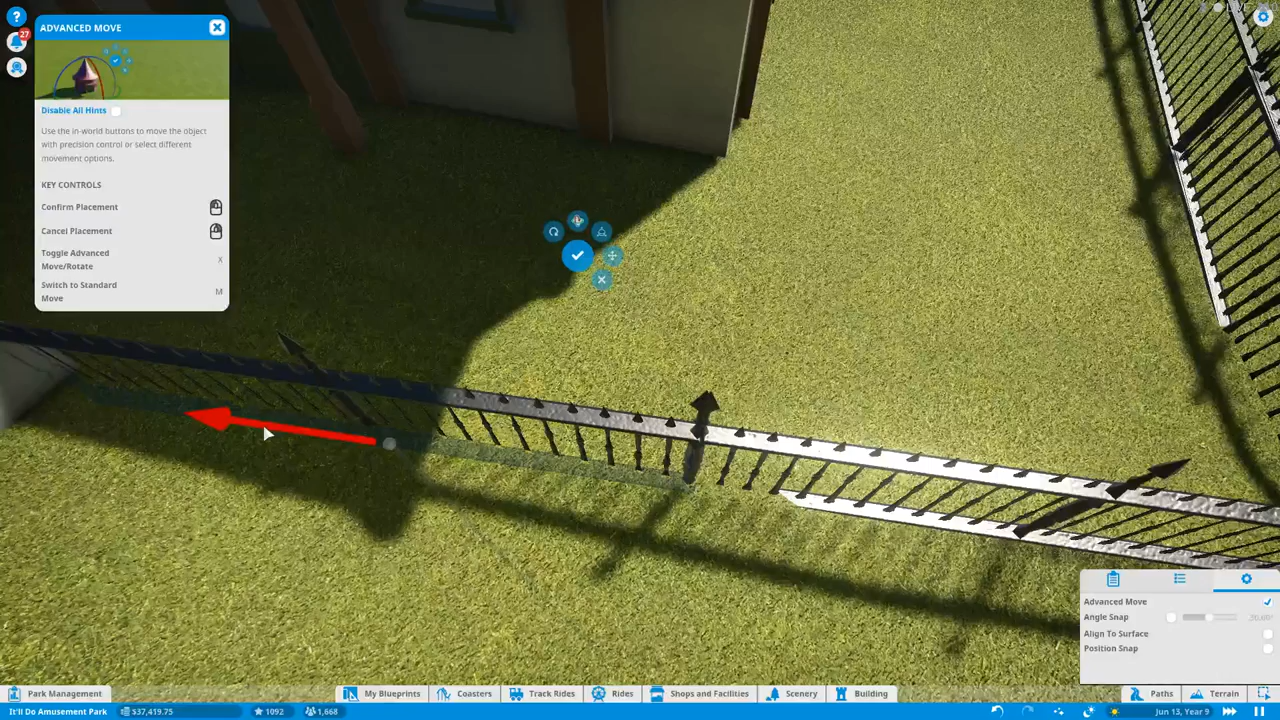 ?
27
ADVANCED MOVE
Disable All Hints
Use the in-world buttons to move the object
with precision control or select different
movement options.
KEY CONTROLS
Confirm Placement
Cancel Placement
Toggle Advanced
Move/Rotate X
Switch to Standard
Move M
Advanced Move
Angle Snap
Align To Surface
Position Snap
Park Management My Blueprints Coasters Track Rides Rides Shops and Facilities Scenery Building Paths Terrain
It'll Do Amusement Park $37,419.75 1092 1,668 Jun 13, Year 9